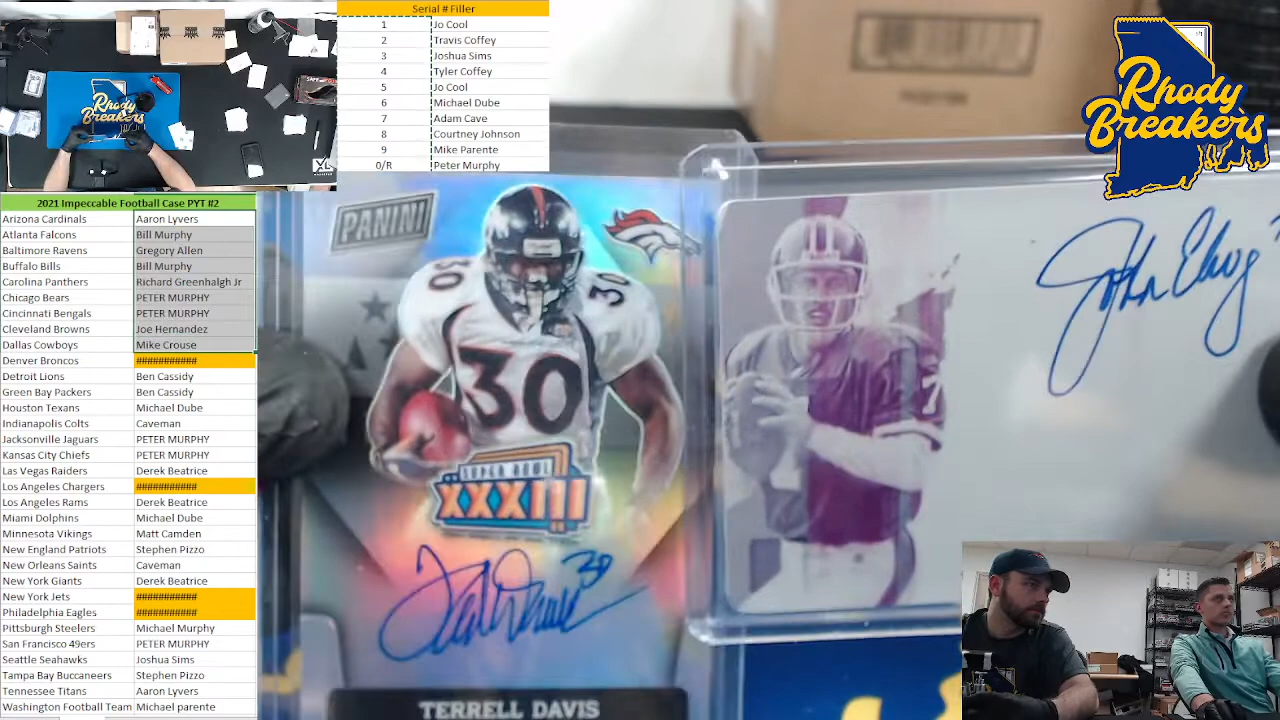 Serial # Filler
1 Jo Cool
2 Travis Coffey
3 Joshua Sims
4 Tyler Coffey
5 Jo Cool
6 Michael Dube
7 Adam Cave
8 Courtney Johnson
9 Mike Parente
0/R Peter Murphy
Rhody
Breakers
Rhody
Breakers
2021 Impeccable Football Case PYT #2
Arizona Cardinals Aaron Lyvers
Atlanta Falcons Bill Murphy
Baltimore Ravens Gregory Allen
Buffalo Bills Bill Murphy
Carolina Panthers Richard Greenhalgh Jr
Chicago Bears PETER MURPHY
Cincinnati Bengals PETER MURPHY
Cleveland Browns Joe Hernandez
Dallas Cowboys Mike Crouse
Denver Broncos ###########
Detroit Lions Ben Cassidy
Green Bay Packers Ben Cassidy
Houston Texans Michael Dube
Indianapolis Colts Caveman
Jacksonville Jaguars PETER MURPHY
Kansas City Chiefs PETER MURPHY
Las Vegas Raiders Derek Beatrice
Los Angeles Chargers ###########
Los Angeles Rams Derek Beatrice
Miami Dolphins Michael Dube
Minnesota Vikings Matt Camden
New England Patriots Stephen Pizzo
New Orleans Saints Caveman
New York Giants Derek Beatrice
New York Jets ###########
Philadelphia Eagles ###########
Pittsburgh Steelers Michael Murphy
San Francisco 49ers PETER MURPHY
Seattle Seahawks Joshua Sims
Tampa Bay Buccaneers Stephen Pizzo
Tennessee Titans Aaron Lyvers
Washington Football Team Michael parente
PANINI
30
30
30
SUPER BOWL
XXXIII
30
TERRELL DAVIS
John Elway
7
XL